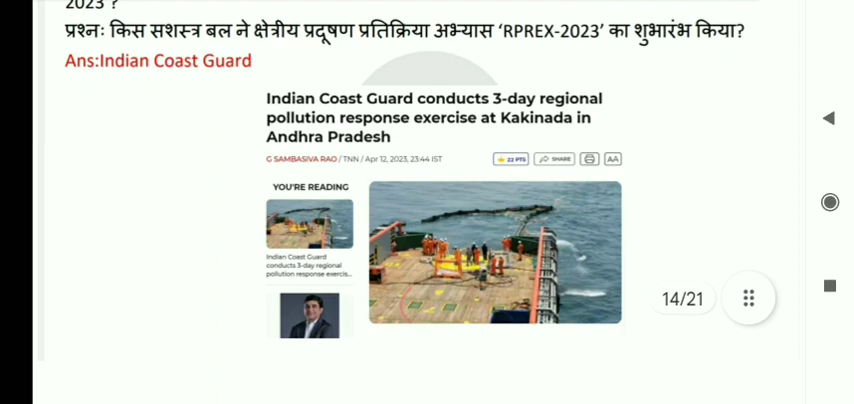 2023 ?
प्रश्नः किस सशस्त्र बल ने क्षेत्रीय प्रदूषण प्रतिक्रिया अभ्यास ‘RPREX-2023’ का शुभारंभ किया?
Ans:Indian Coast Guard
Indian Coast Guard conducts 3-day regional
pollution response exercise at Kakinada in
Andhra Pradesh
G SAMBASIVA RAO / TNN / Apr 12, 2023, 23:44 IST
22 PTS
SHARE
AA
YOU'RE READING
Indian Coast Guard
conducts 3-day regional
pollution response exercis...
14/21